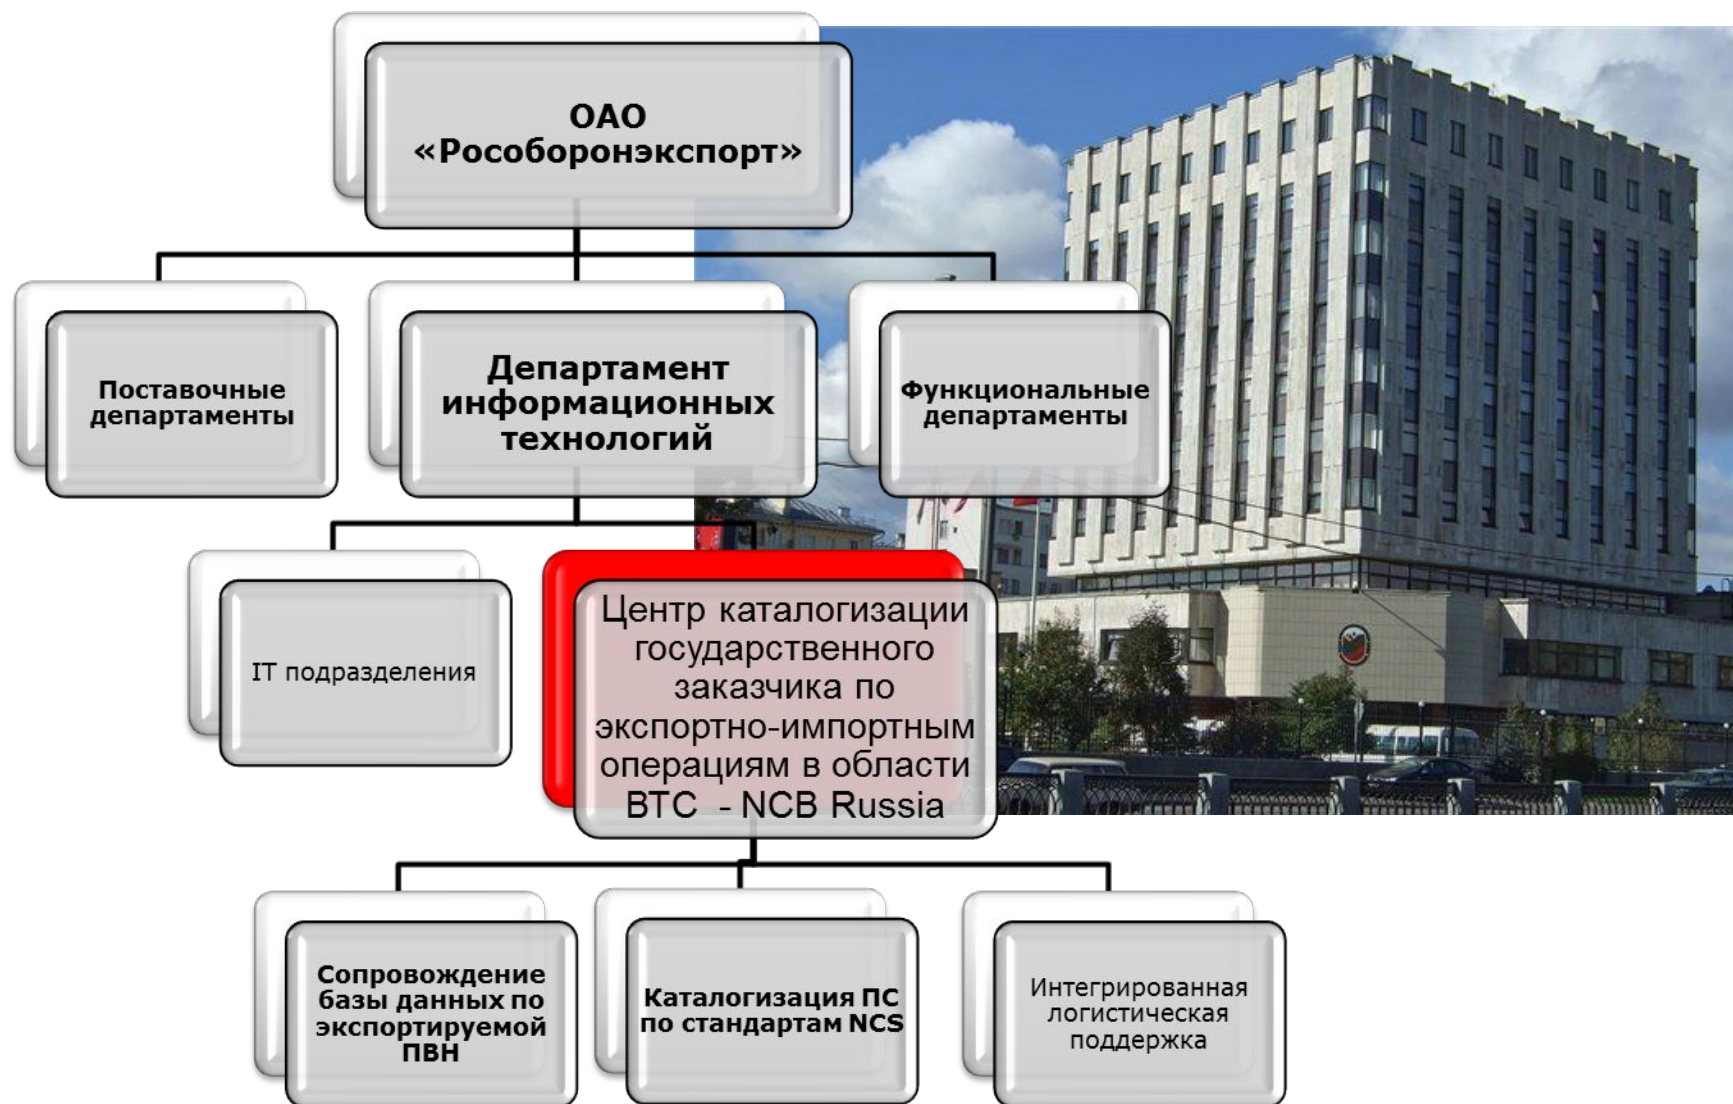 ОАО
«Рособоронэкспорт»
Поставочные
департаменты
Департамент
информационных
технологий
Функциональные
департаменты
IT подразделения
Центр каталогизации
государственного
заказчика по
экспортно-импортным
операциям в области
ВТС - NCB Russia
Сопровождение
базы данных по
экспортируемой
ПВН
Каталогизация ПС
по стандартам NCS
Интегрированная
логистическая
поддержка